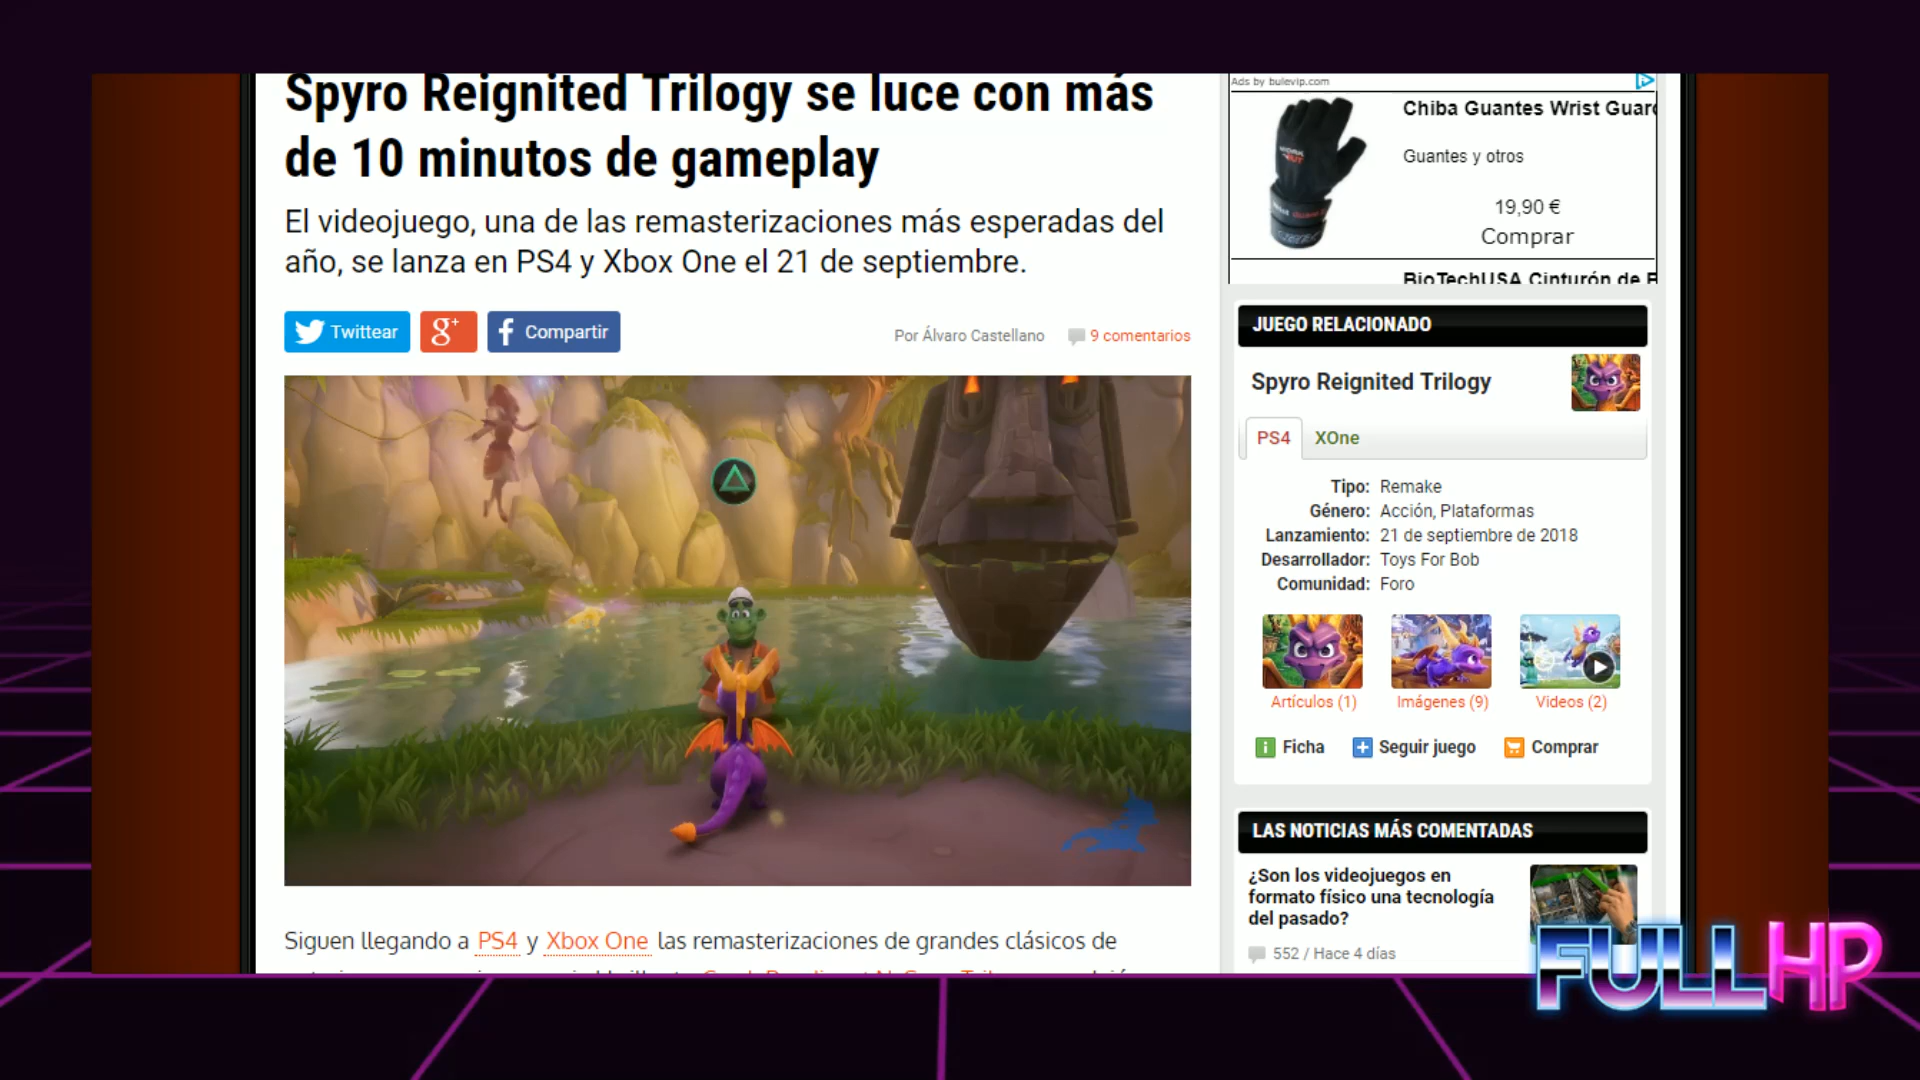 Spyro Reignited Trilogy se luce con más
de 10 minutos de gameplay
El videojuego, una de las remasterizaciones más esperadas del
año, se lanza en PS4 y Xbox One el 21 de septiembre.
Twittear
g+
Compartir
Por Álvaro Castellano
9 comentarios
Siguen llegando a PS4 y Xbox One las remasterizaciones de grandes clásicos de
Ads by bulevip.com
Chiba Guantes Wrist Guar
Guantes y otros
19,90 €
Comprar
BioTechUSA Cinturón de
JUEGO RELACIONADO
Spyro Reignited Trilogy
PS4 XOne
Tipo: Remake
Género: Acción, Plataformas
Lanzamiento: 21 de septiembre de 2018
Desarrollador: Toys For Bob
Comunidad: Foro
Artículos (1) Imágenes (9) Videos (2)
Ficha Seguir juego Comprar
LAS NOTICIAS MÁS COMENTADAS
¿Son los videojuegos en
formato físico una tecnología
del pasado?
552 / Hace 4 días
FULL HP